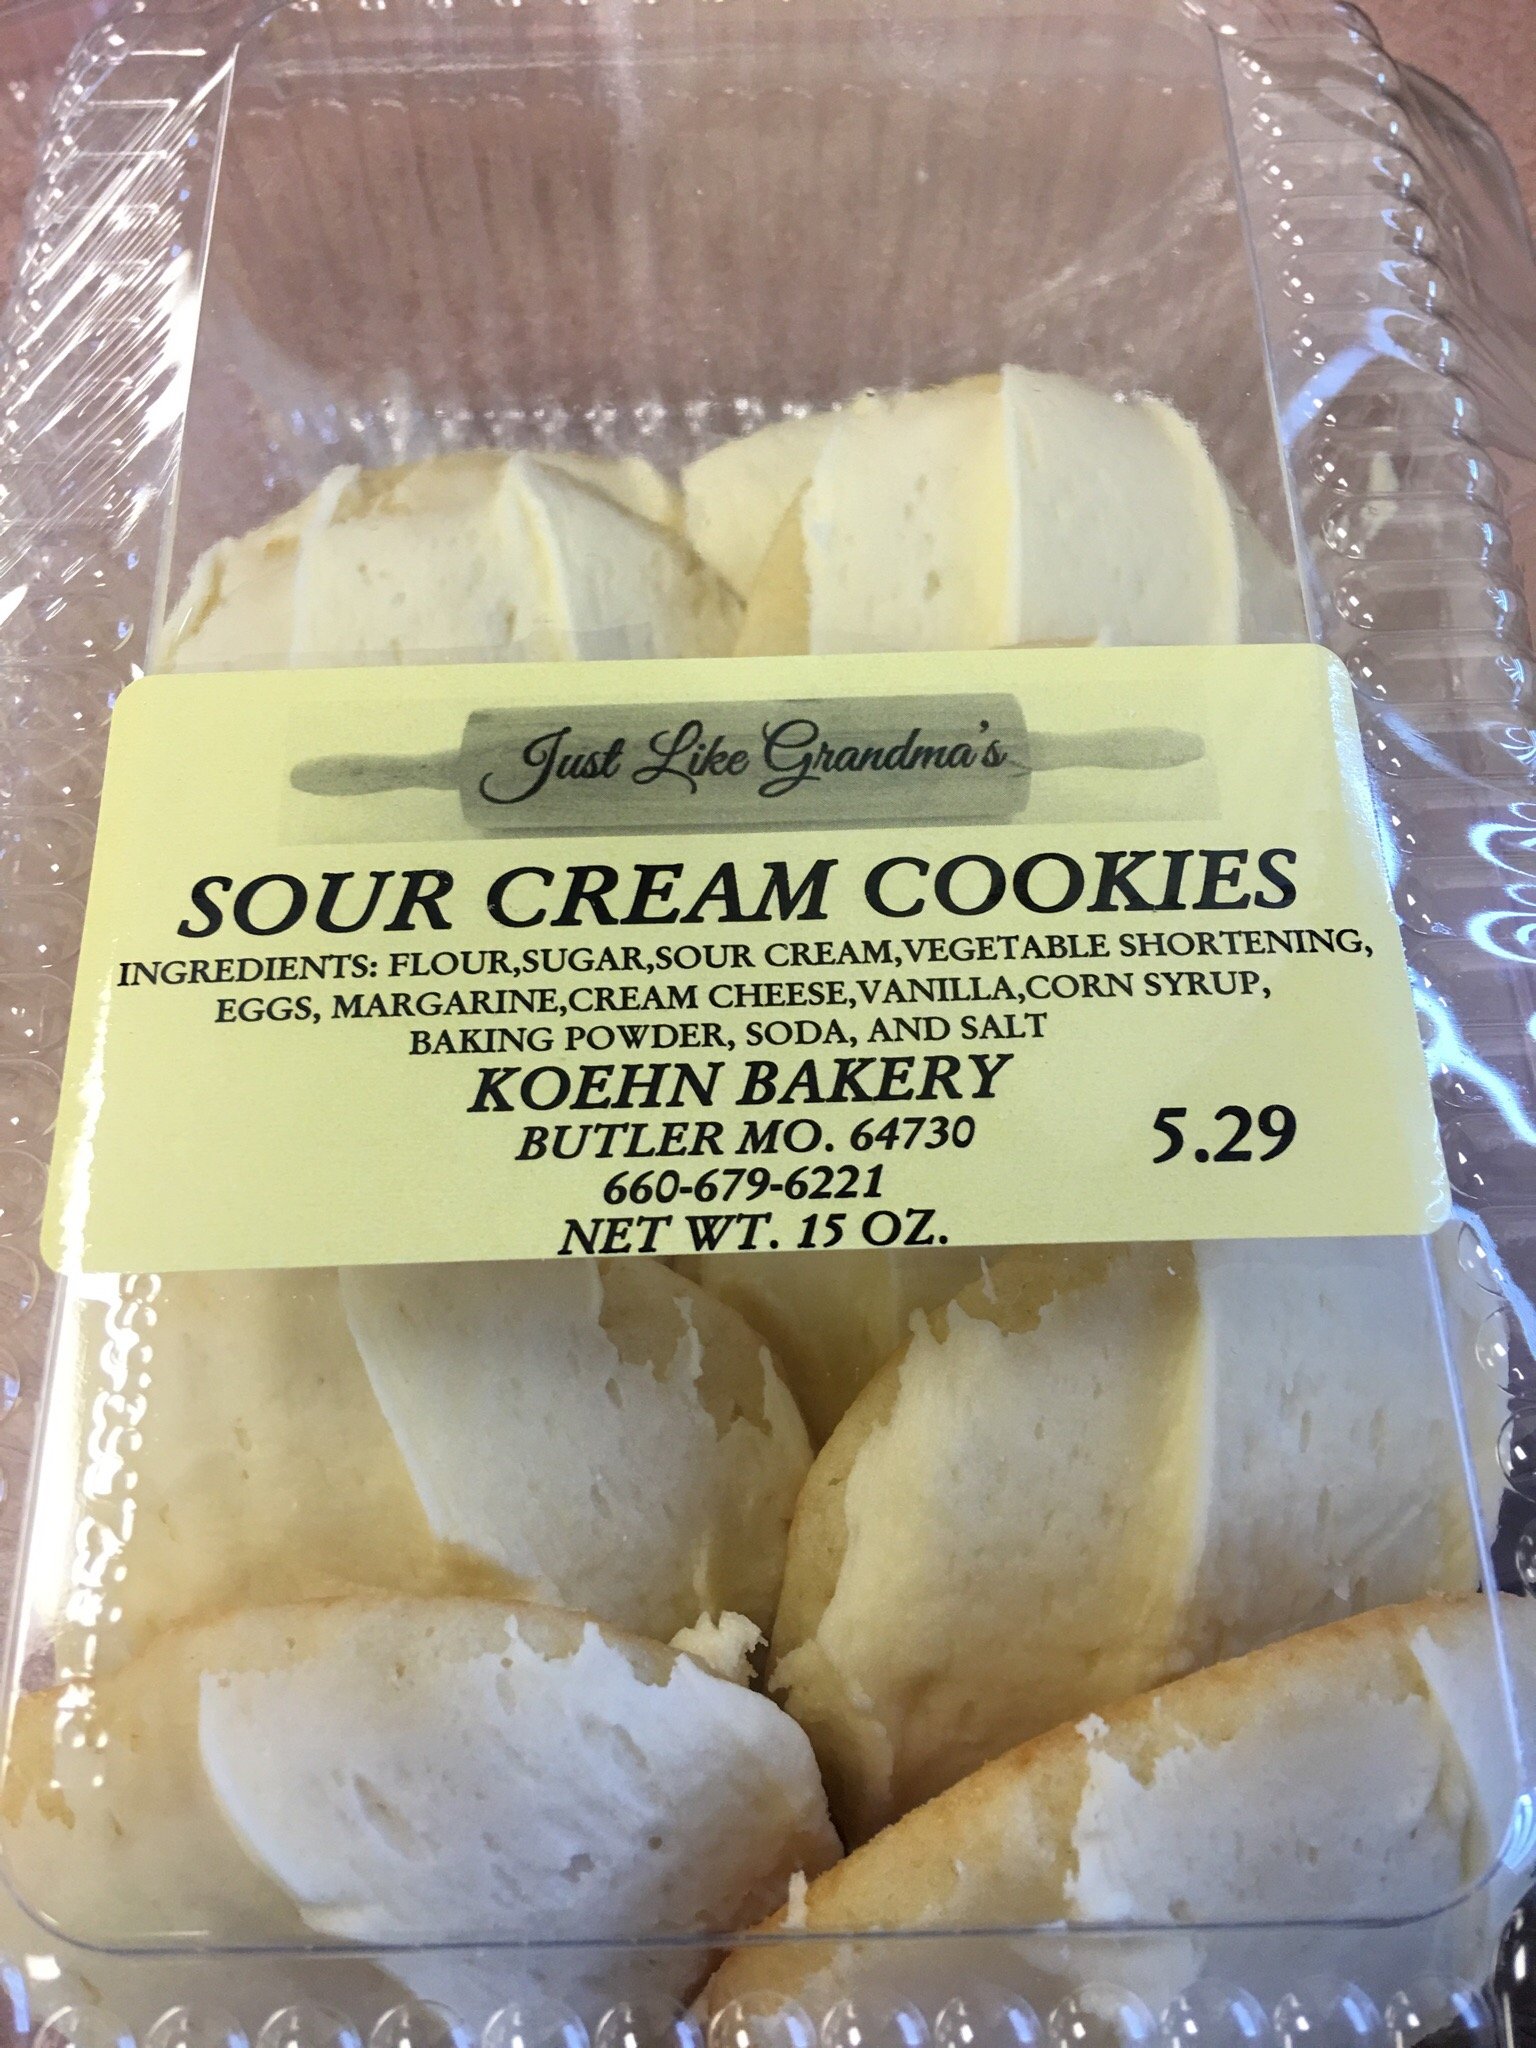 Just Like Grandma's
SOUR CREAM COOKIES
INGREDIENTS: FLOUR,SUGAR,SOUR CREAM,VEGETABLE SHORTENING,
EGGS, MARGARINE,CREAM CHEESE,VANILLA,CORN SYRUP,
BAKING POWDER, SODA, AND SALT
KOEHN BAKERY
BUTLER MO. 64730
5.29
660-679-6221
NET WT. 15 OZ.